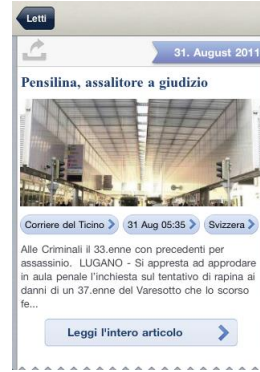 Letti
31. August 2011
Pensilina, assalitore a giudizio
Corriere del Ticino
31 Aug 05:35
Svizzera
Alle Criminali il 33.enne con precedenti per
assassinio. LUGANO - Si appresta ad approdare
in aula penale l'inchiesta sul tentativo di rapina ai
danni di un 37.enne del Varesotto che lo scorso
fe...
Leggi l'intero articolo